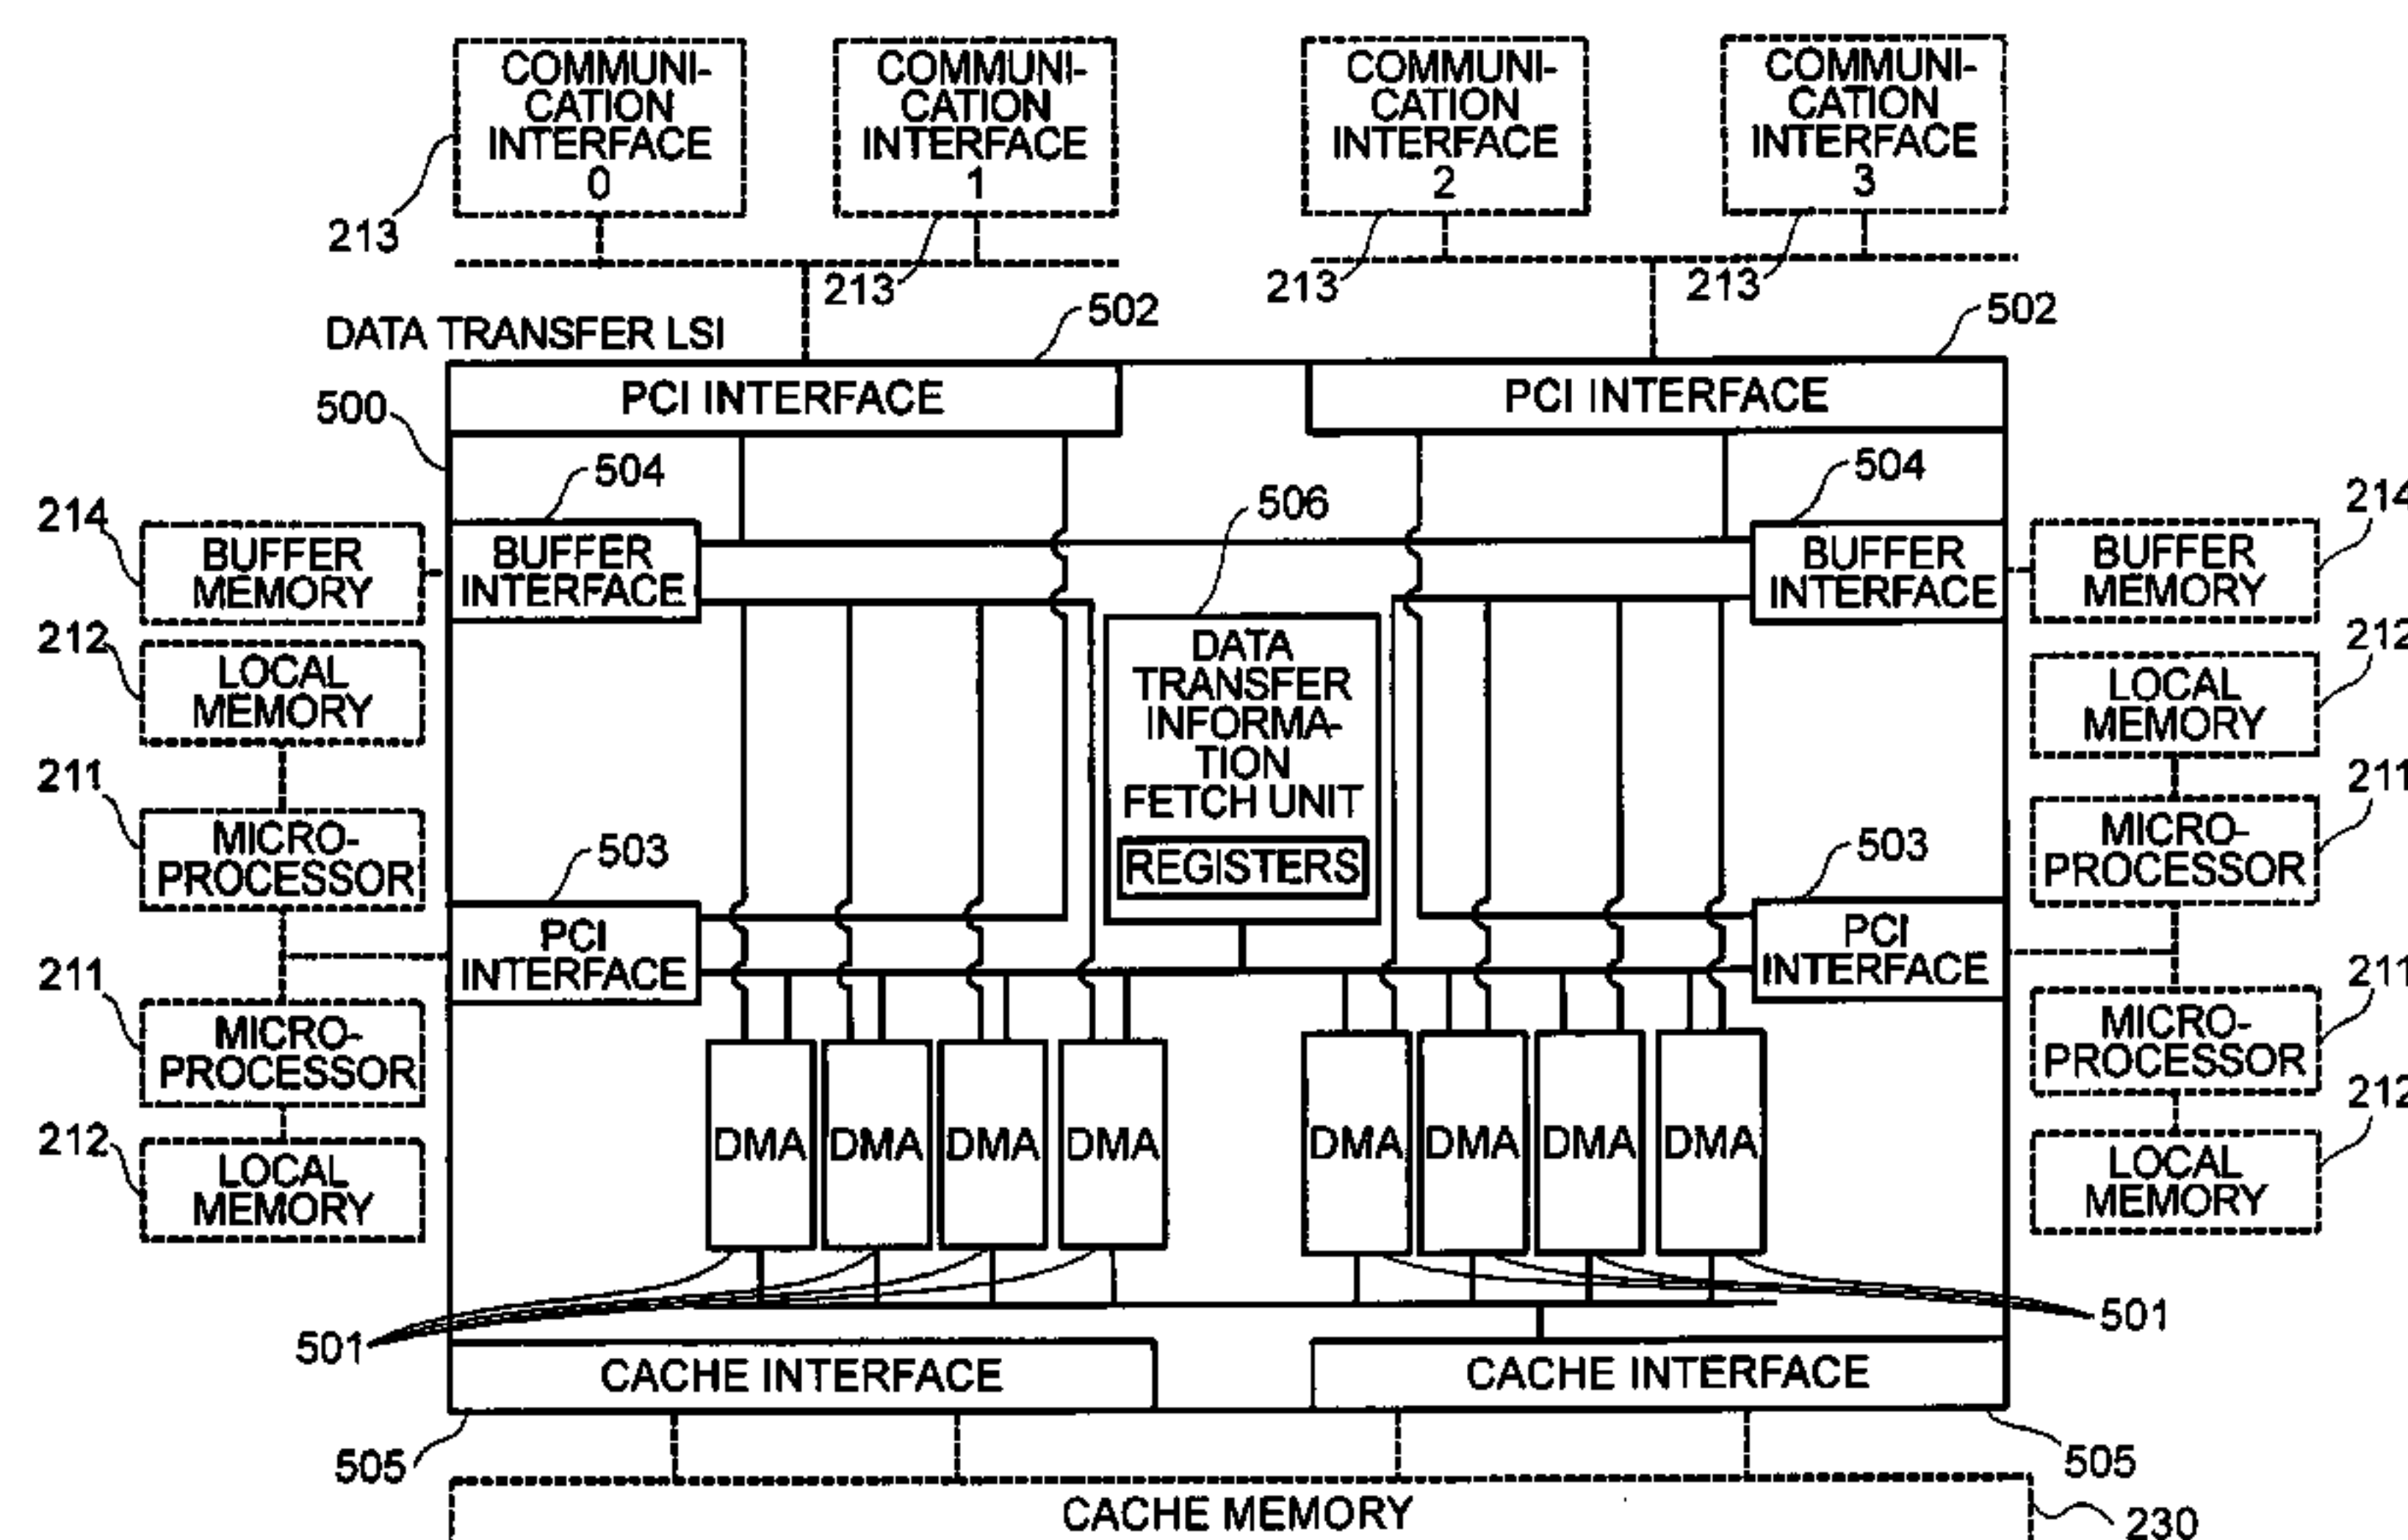 COMMUNI-
CATION
INTERFACE
0
COMMUNI-
CATION
INTERFACE
1
COMMUNI-
CATION
INTERFACE
2
COMMUNI-
CATION
INTERFACE
3
213
213
213
213
DATA TRANSFER LSI
502
502
500
PCI INTERFACE
PCI INTERFACE
504
504
506
214
214
BUFFER
MEMORY
BUFFER
INTERFACE
BUFFER
INTERFACE
BUFFER
MEMORY
212
212
LOCAL
MEMORY
DATA
TRANSFER
INFORMA-
TION
FETCH UNIT
REGISTERS
LOCAL
MEMORY
211
211
MICRO-
PROCESSOR
MICRO-
PROCESSOR
503
503
PCI
INTERFACE
PCI
INTERFACE
211
211
MICRO-
PROCESSOR
MICRO-
PROCESSOR
212
212
LOCAL
MEMORY
DMA
DMA
DMA
DMA
DMA
DMA
DMA
DMA
LOCAL
MEMORY
501
501
CACHE INTERFACE
CACHE INTERFACE
505
505
CACHE MEMORY
230